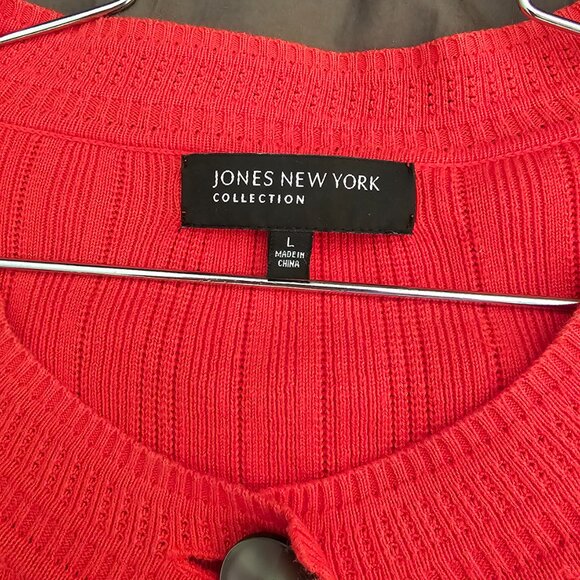 JONES NEW YORK
COLLECTION
L
MADE IN
CHINA